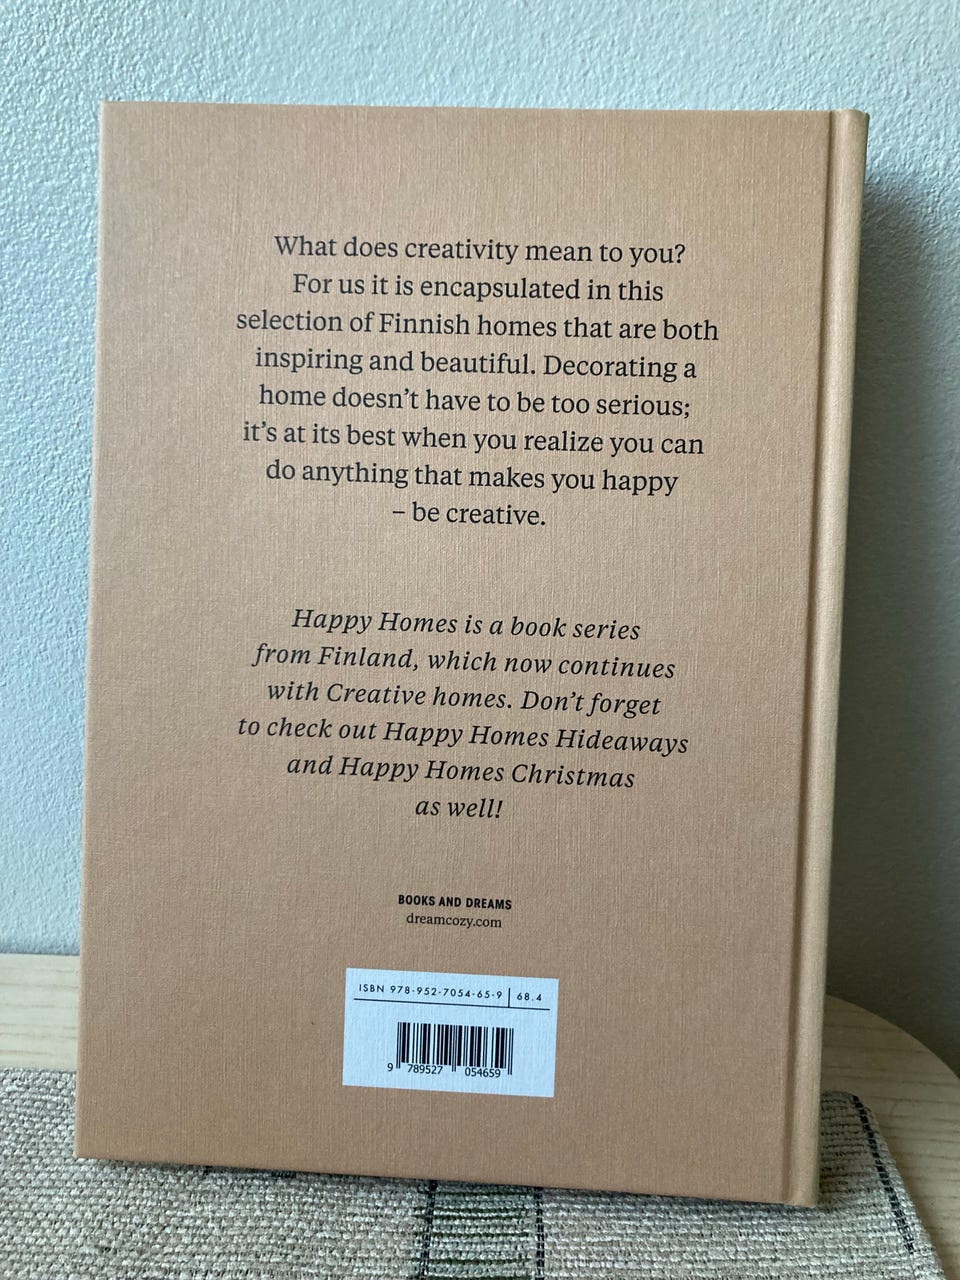 What does creativity mean to you?
For us it is encapsulated in this
selection of Finnish homes that are both
inspiring and beautiful. Decorating a
home doesn’t have to be too serious;
it’s at its best when you realize you can
do anything that makes you happy
– be creative.
Happy Homes is a book series
from Finland, which now continues
with Creative homes. Don’t forget
to check out Happy Homes Hideaways
and Happy Homes Christmas
as well!
BOOKS AND DREAMS
dreamcozy.com
ISBN 978-952-7054-65-9 | 68.4
9 789527 054659